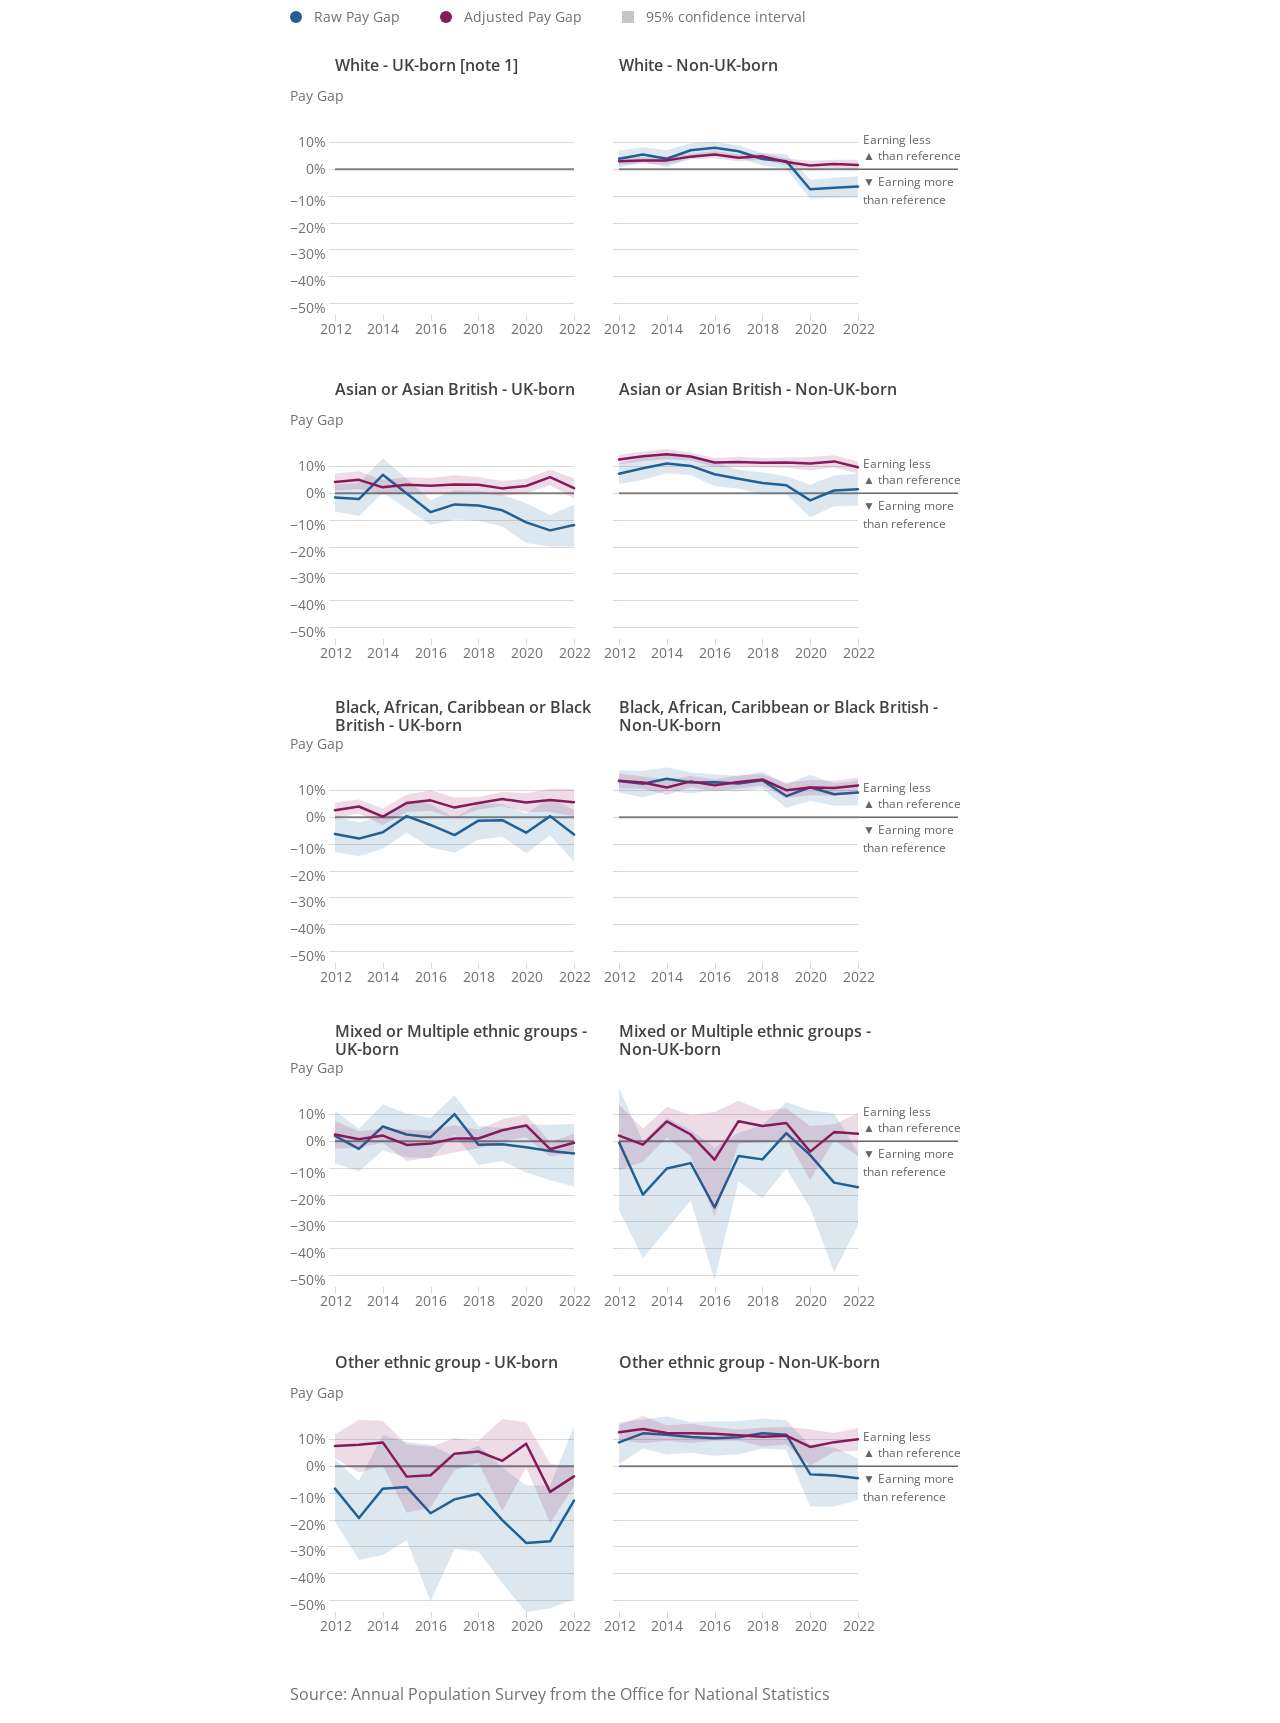 Raw Pay Gap Adjusted Pay Gap 95% confidence interval
White - UK-born [note 1] White - Non-UK-born
Pay Gap
10%
0%
−10%
−20%
−30%
−40%
−50%
Earning less
▲ than reference
▼ Earning more
than reference
2012 2014 2016 2018 2020 2022 2012 2014 2016 2018 2020 2022
Asian or Asian British - UK-born Asian or Asian British - Non-UK-born
Pay Gap
10%
0%
−10%
−20%
−30%
−40%
−50%
Earning less
▲ than reference
▼ Earning more
than reference
2012 2014 2016 2018 2020 2022 2012 2014 2016 2018 2020 2022
Black, African, Caribbean or Black
British - UK-born
Black, African, Caribbean or Black British -
Non-UK-born
Pay Gap
10%
0%
−10%
−20%
−30%
−40%
−50%
Earning less
▲ than reference
▼ Earning more
than reference
2012 2014 2016 2018 2020 2022 2012 2014 2016 2018 2020 2022
Mixed or Multiple ethnic groups -
UK-born
Mixed or Multiple ethnic groups -
Non-UK-born
Pay Gap
10%
0%
−10%
−20%
−30%
−40%
−50%
Earning less
▲ than reference
▼ Earning more
than reference
2012 2014 2016 2018 2020 2022 2012 2014 2016 2018 2020 2022
Other ethnic group - UK-born Other ethnic group - Non-UK-born
Pay Gap
10%
0%
−10%
−20%
−30%
−40%
−50%
Earning less
▲ than reference
▼ Earning more
than reference
2012 2014 2016 2018 2020 2022 2012 2014 2016 2018 2020 2022
Source: Annual Population Survey from the Office for National Statistics